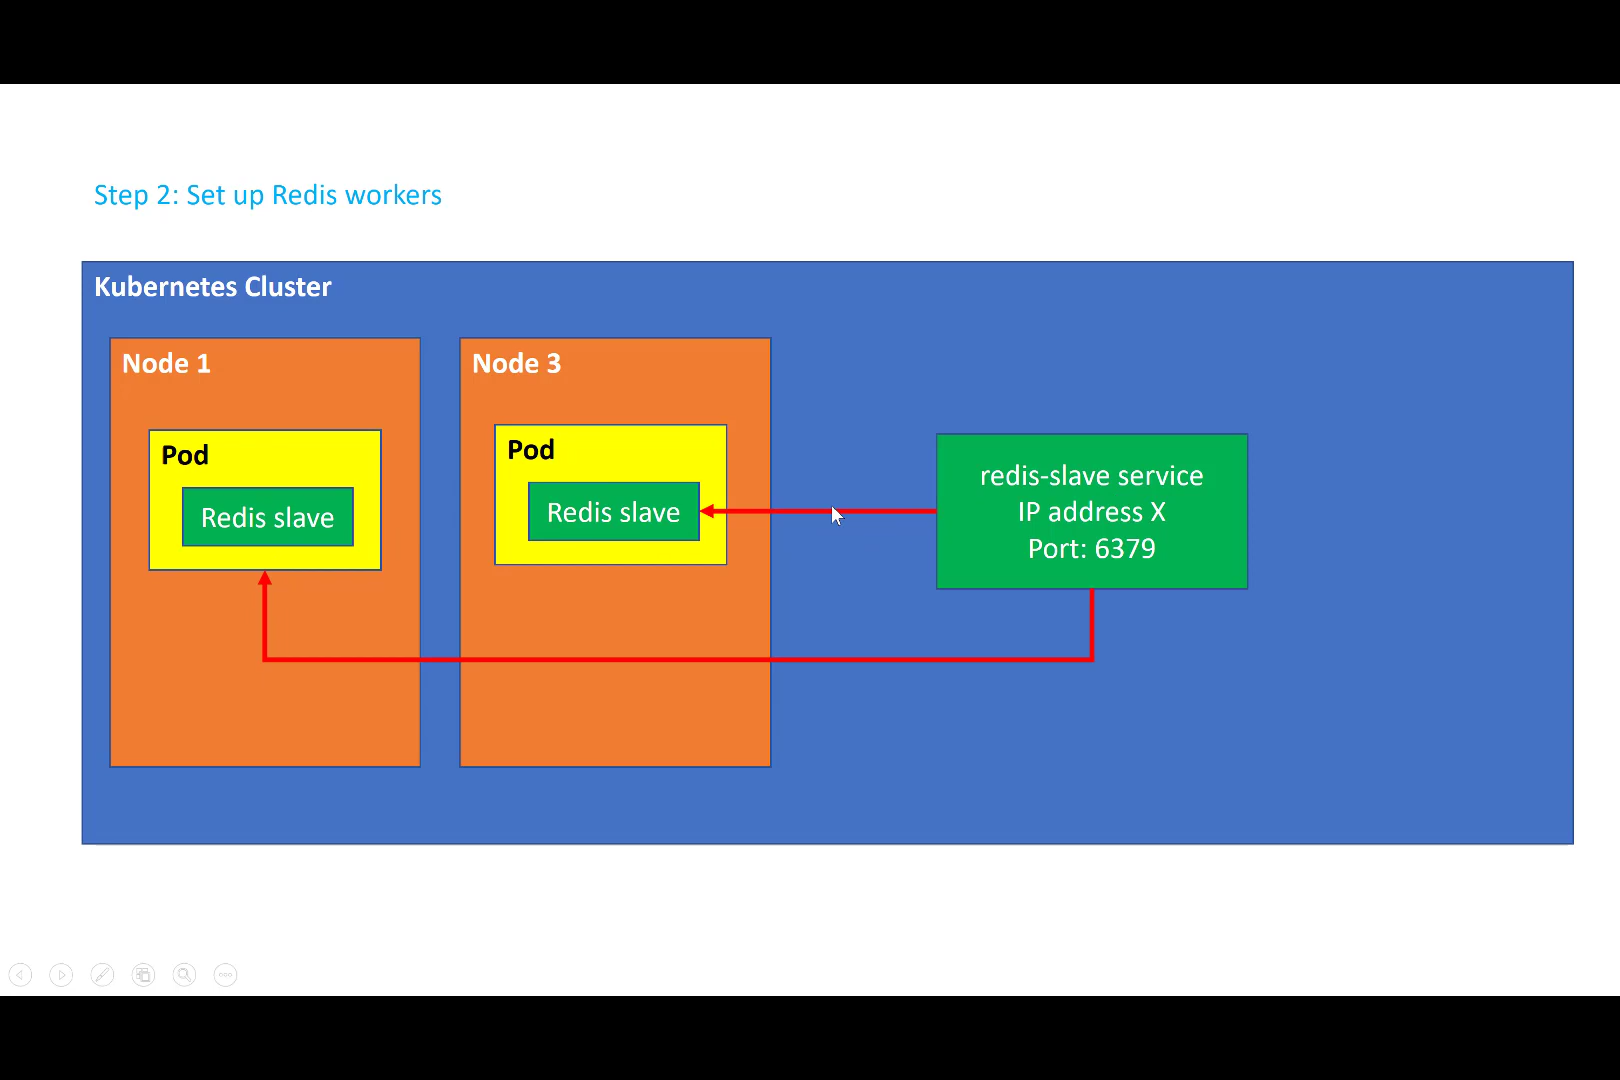 Step 2: Set up Redis workers
Kubernetes Cluster
Node 1
Node 3
Pod
Redis slave
Pod
Redis slave
redis-slave service
IP address X
Port: 6379